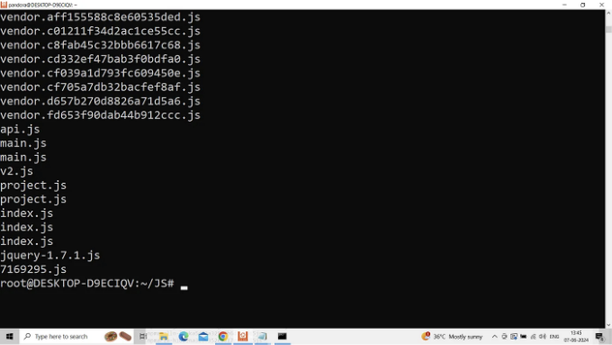 pandora@DESKTOP-D9ECIQV: ~
vendor.aff155588c8e60535ded.js
vendor.c01211f34d2ac1ce55cc.js
vendor.c8fab45c32bbb6617c68.js
vendor.cd332ef47bab3f0bdfa0.js
vendor.cf039a1d793fc609450e.js
vendor.cf705a7db32bacfef8af.js
vendor.d657b270d8826a71d5a6.js
vendor.fd653f90dab44b912ccc.js
api.js
main.js
main.js
v2.js
project.js
project.js
index.js
index.js
index.js
jquery-1.7.1.js
7169295.js
root@DESKTOP-D9ECIQV:~/JS#
Type here to search
36°C Mostly sunny
ENG
13:45
07-06-2024